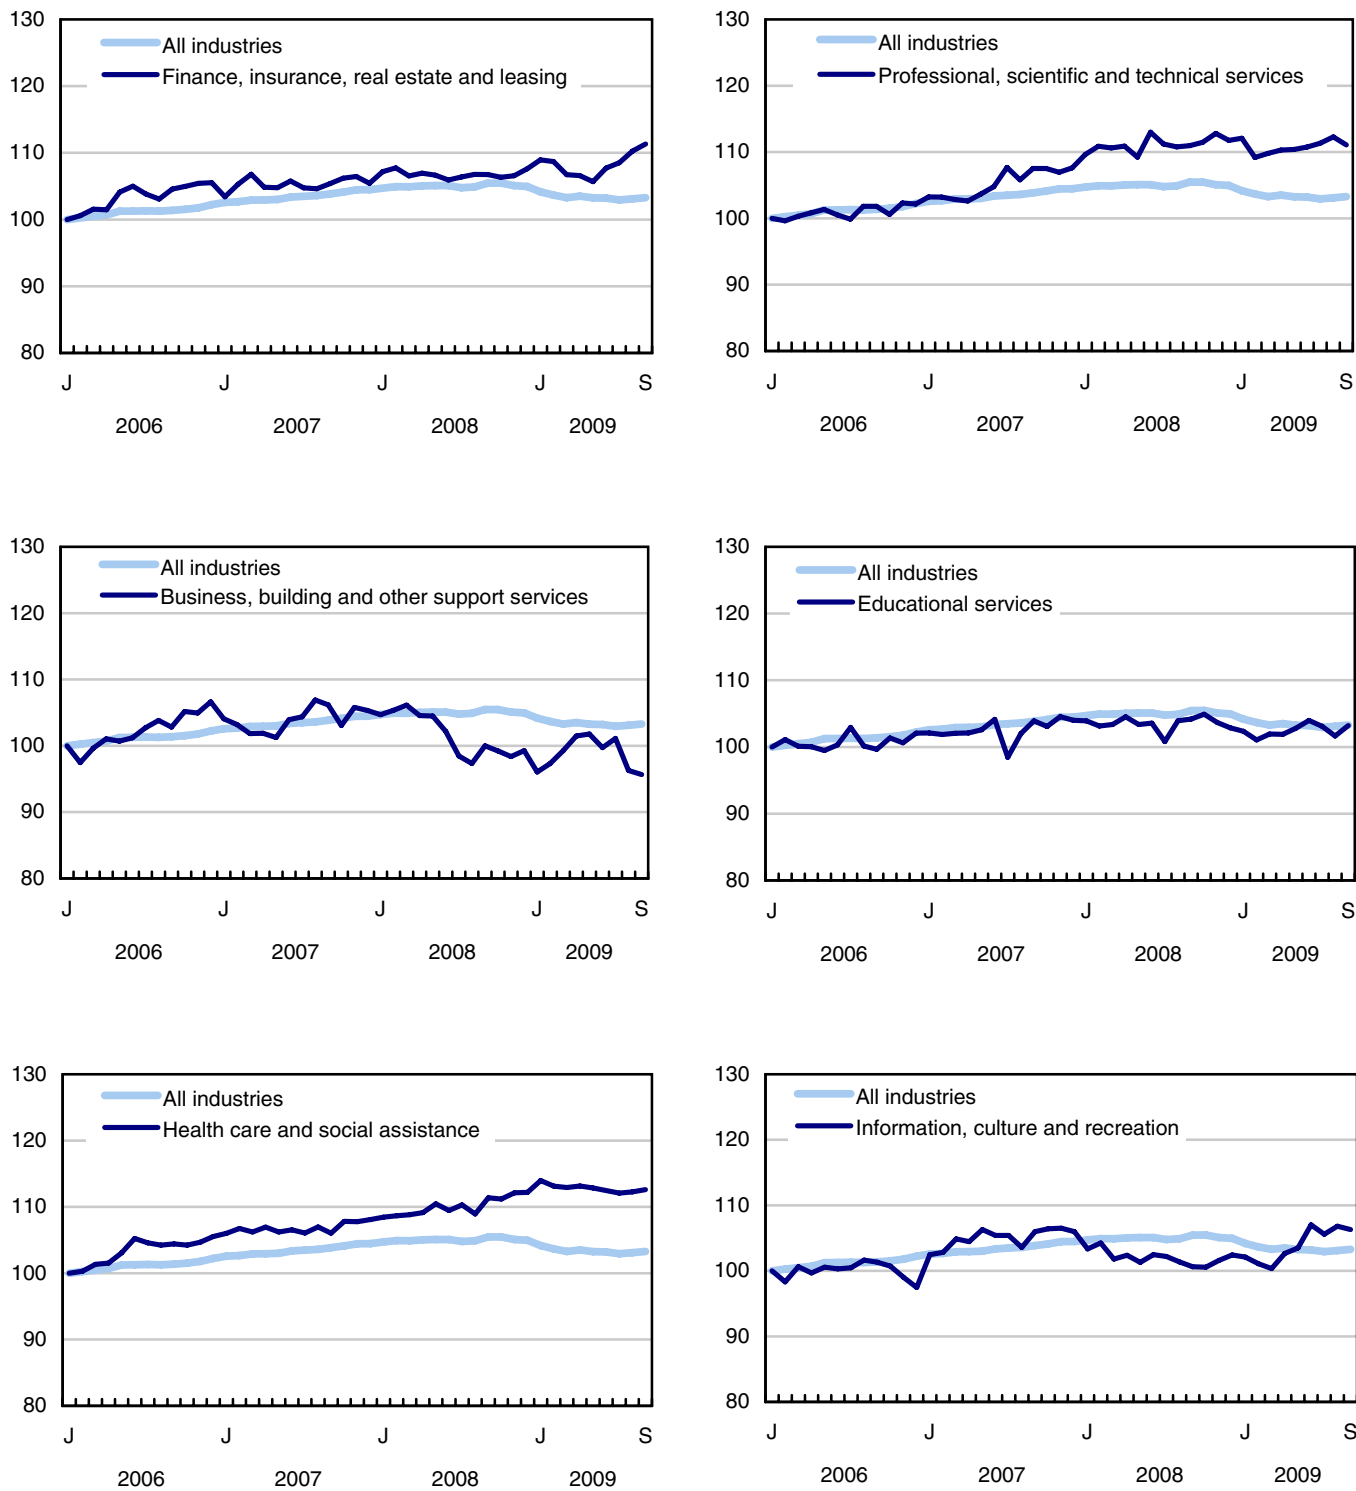 130
All industries
Finance, insurance, real estate and leasing
120
110
100
90
80
J J J J S
2006 2007 2008 2009
130
All industries
Professional, scientific and technical services
120
110
100
90
80
J J J J S
2006 2007 2008 2009
130
All industries
Business, building and other support services
120
110
100
90
80
J J J J S
2006 2007 2008 2009
130
All industries
Educational services
120
110
100
90
80
J J J J S
2006 2007 2008 2009
130
All industries
Health care and social assistance
120
110
100
90
80
J J J J S
2006 2007 2008 2009
130
All industries
Information, culture and recreation
120
110
100
90
80
J J J J S
2006 2007 2008 2009